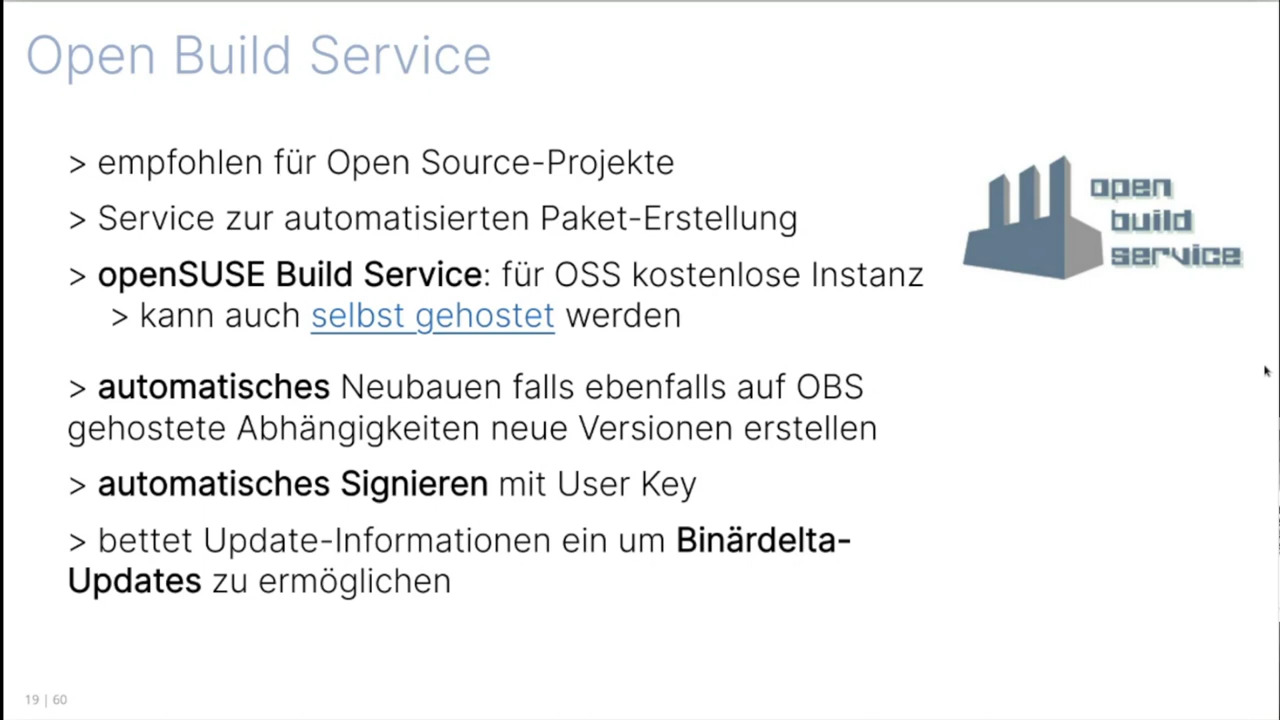 Open Build Service
> empfohlen für Open Source-Projekte
> Service zur automatisierten Paket-Erstellung
> openSUSE Build Service: für OSS kostenlose Instanz
> kann auch selbst gehostet werden
> automatisches Neubauen falls ebenfalls auf OBS
gehostete Abhängigkeiten neue Versionen erstellen
> automatisches Signieren mit User Key
> bettet Update-Informationen ein um Binärdelta-
Updates zu ermöglichen
open
build
service
19 | 60